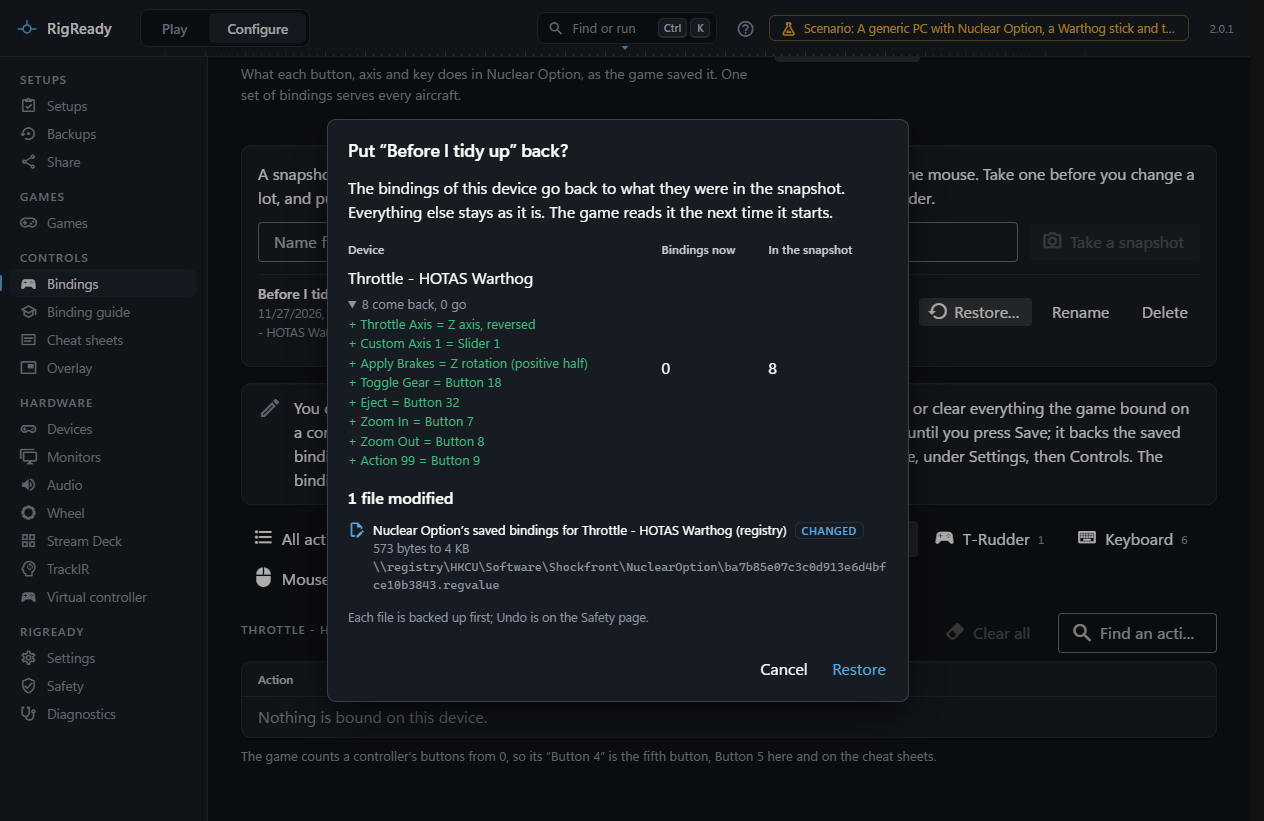 RigReady
Play
Configure
Find or run
Ctrl
K
Scenario: A generic PC with Nuclear Option, a Warthog stick and t...
2.0.1
SETUPS
Setups
Backups
Share
GAMES
Games
CONTROLS
Bindings
Binding guide
Cheat sheets
Overlay
HARDWARE
Devices
Monitors
Audio
Wheel
Stream Deck
TrackIR
Virtual controller
RIGREADY
Settings
Safety
Diagnostics
What each button, axis and key does in Nuclear Option, as the game saved it. One
set of bindings serves every aircraft.
A snapsh
he mouse. Take one before you change a
lot, and p
der.
Name f
Take a snapshot
Before I tid
11/27/2026,
- HOTAS Wa
Restore...
Rename
Delete
You
or clear everything the game bound on
a co
until you press Save; it backs the saved
bindi
e, under Settings, then Controls. The
bindi
All act
T-Rudder 1
Keyboard 6
Mouse
THROTTLE - H
Clear all
Find an acti...
Action
Nothing is bound on this device.
The game counts a controller's buttons from 0, so its “Button 4” is the fifth button, Button 5 here and on the cheat sheets.
Put “Before I tidy up” back?
The bindings of this device go back to what they were in the snapshot.
Everything else stays as it is. The game reads it the next time it starts.
Device
Bindings now
In the snapshot
Throttle - HOTAS Warthog
▼ 8 come back, 0 go
+ Throttle Axis = Z axis, reversed
+ Custom Axis 1 = Slider 1
+ Apply Brakes = Z rotation (positive half)
+ Toggle Gear = Button 18
+ Eject = Button 32
+ Zoom In = Button 7
+ Zoom Out = Button 8
+ Action 99 = Button 9
0
8
1 file modified
Nuclear Option's saved bindings for Throttle - HOTAS Warthog (registry)
CHANGED
573 bytes to 4 KB
\\registry\HKCU\Software\Shockfront\NuclearOption\ba7b85e07c3c0d913e6d4bf
ce10b3843.regvalue
Each file is backed up first; Undo is on the Safety page.
Cancel
Restore